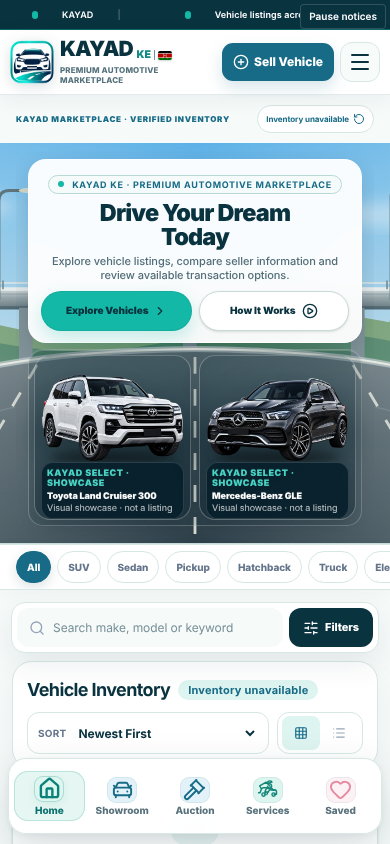 KAYAD
Vehicle listings acro
Pause notices
KAYAD KE
PREMIUM AUTOMOTIVE
MARKETPLACE
Sell Vehicle
KAYAD MARKETPLACE · VERIFIED INVENTORY
Inventory unavailable
KAYAD KE · PREMIUM AUTOMOTIVE MARKETPLACE
Drive Your Dream
Today
Explore vehicle listings, compare seller information and
review available transaction options.
Explore Vehicles
How It Works
KAYAD SELECT ·
SHOWCASE
Toyota Land Cruiser 300
Visual showcase · not a listing
KAYAD SELECT ·
SHOWCASE
Mercedes-Benz GLE
Visual showcase · not a listing
All
SUV
Sedan
Pickup
Hatchback
Truck
Ele
Search make, model or keyword
Filters
Vehicle Inventory
Inventory unavailable
SORT Newest First
Home
Showroom
Auction
Services
Saved